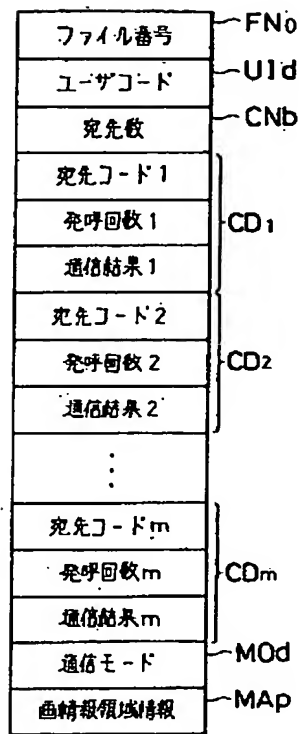 ファイル番号 FNo
ユーザコード UId
宛先数 CNb
宛先コード1
発呼回数1 CD1
通信結果1
宛先コード2
発呼回数2 CD2
通信結果2
⋮
宛先コードm
発呼回数m CDm
通信結果m
通信モード MOd
画情報領域情報 MAp